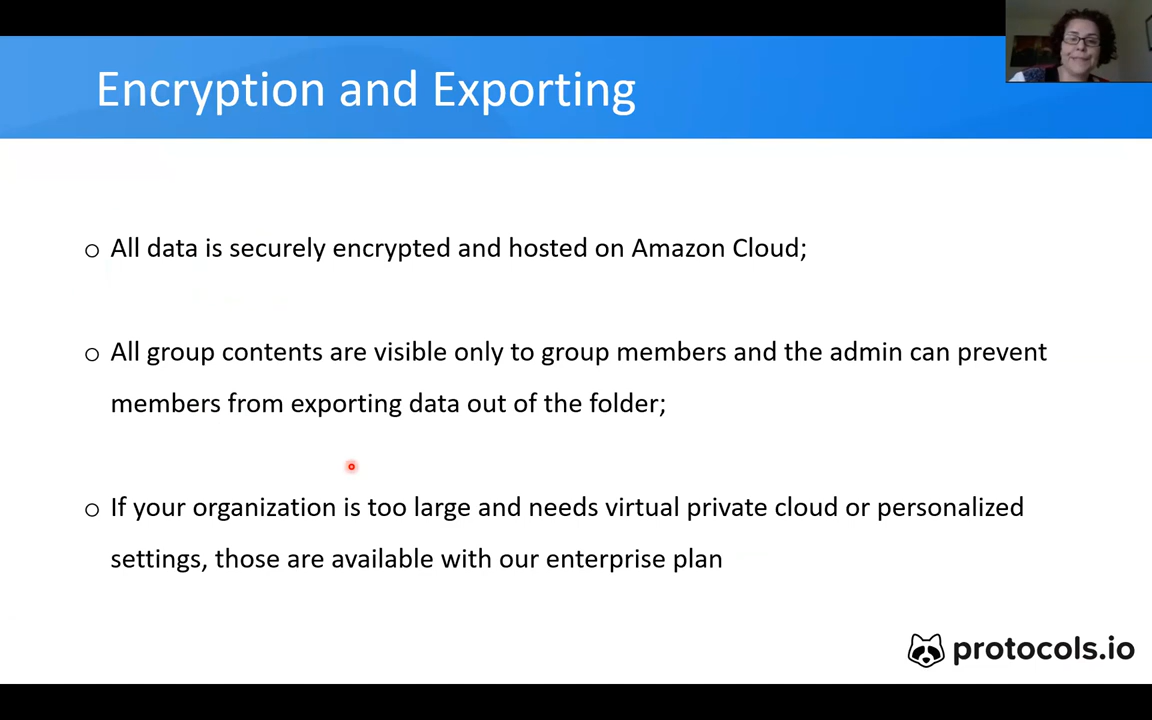 Encryption and Exporting
o All data is securely encrypted and hosted on Amazon Cloud;
o All group contents are visible only to group members and the admin can prevent
members from exporting data out of the folder;
o If your organization is too large and needs virtual private cloud or personalized
settings, those are available with our enterprise plan
protocols.io